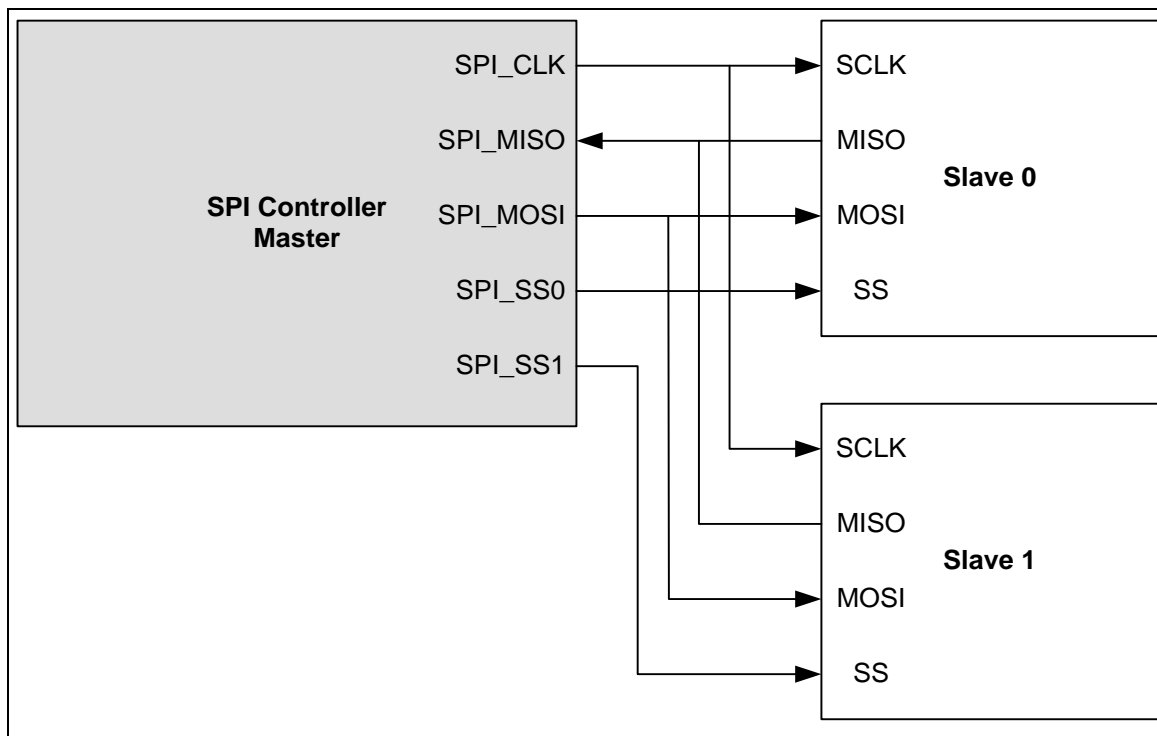 SPI_CLK
SPI_MISO
SPI Controller
Master
SPI_MOSI
SPI_SS0
SPI_SS1
SCLK
MISO
Slave 0
MOSI
SS
SCLK
MISO
Slave 1
MOSI
SS